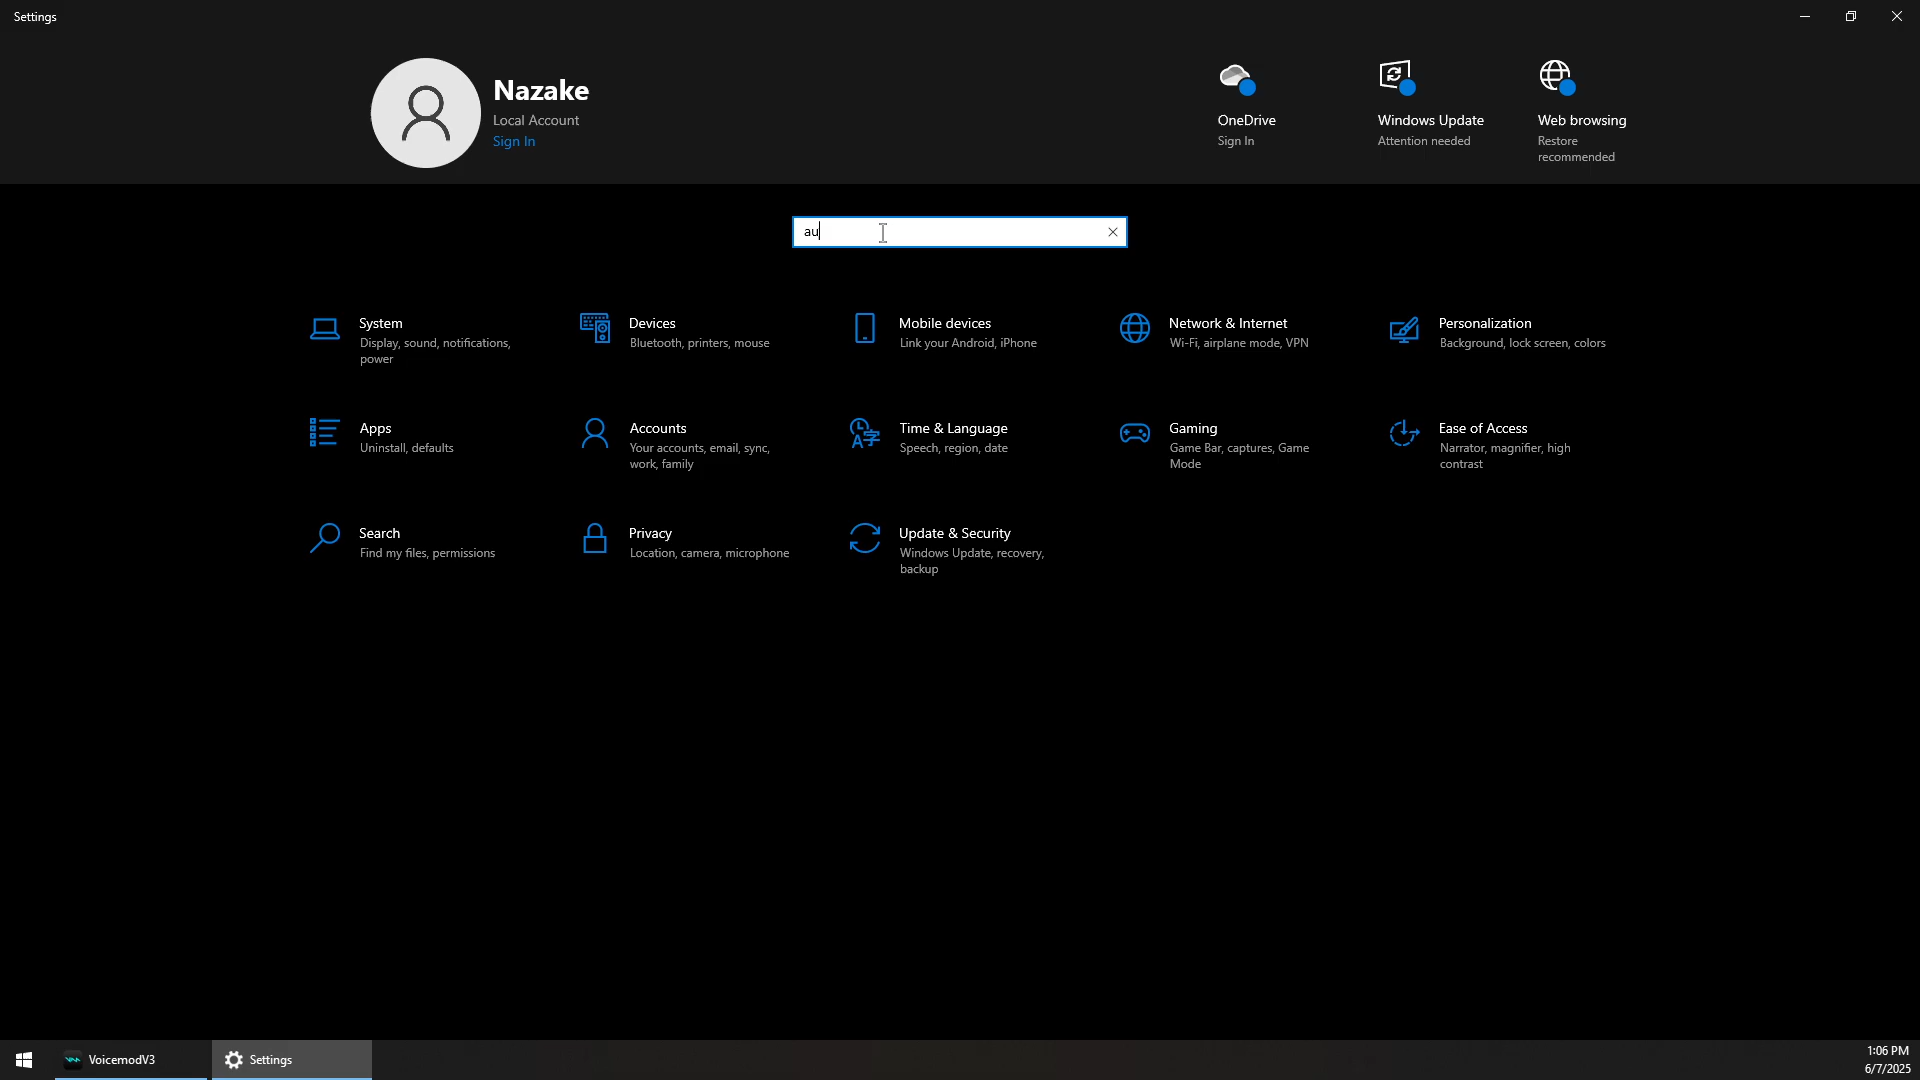 Settings
Nazake
Local Account
Sign In
OneDrive
Sign In
Windows Update
Attention needed
Web browsing
Restore
recommended
au
System
Display, sound, notifications,
power
Devices
Bluetooth, printers, mouse
Mobile devices
Link your Android, iPhone
Network & Internet
Wi-Fi, airplane mode, VPN
Personalization
Background, lock screen, colors
Apps
Uninstall, defaults
Accounts
Your accounts, email, sync,
work, family
Time & Language
Speech, region, date
Gaming
Game Bar, captures, Game
Mode
Ease of Access
Narrator, magnifier, high
contrast
Search
Find my files, permissions
Privacy
Location, camera, microphone
Update & Security
Windows Update, recovery,
backup
VoicemodV3
Settings
1:06 PM
6/7/2025